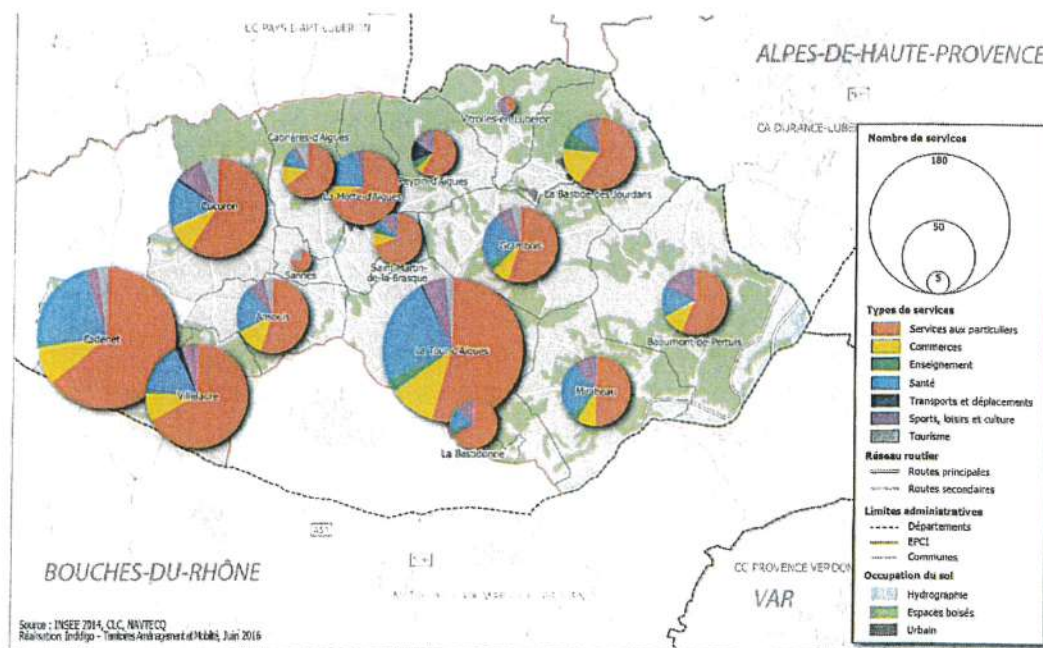 CC PAYS D'APT-LUBERON
ALPES-DE-HAUTE-PROVENCE
CA DURANCE-LUBE
Vitrolles-en-Luberon
Cabrières-d'Aigues
Peypin-d'Aigues
La Bastide-des-Jourdans
La Motte-d'Aigues
Cucuron
Grambois
Saint-Martin-
de-la-Brasque
Sannes
Beaumont-de-Pertuis
Ansouis
Cadenet
La Tour-d'Aigues
Villelaure
Mirabeau
La Bastidonne
A51
BOUCHES-DU-RHÔNE
CC PROVENCE VERDON
VAR
Source : INSEE 2014, CLC, NAVTECQ
Réalisation Inddigo - Territoires Aménagement et Mobilité, Juin 2016
Nombre de services
180
50
5
Types de services
Services aux particuliers
Commerces
Enseignement
Santé
Transports et déplacements
Sports, loisirs et culture
Tourisme
Réseau routier
Routes principales
Routes secondaires
Limites administratives
Départements
EPCI
Communes
Occupation du sol
Hydrographie
Espaces boisés
Urbain